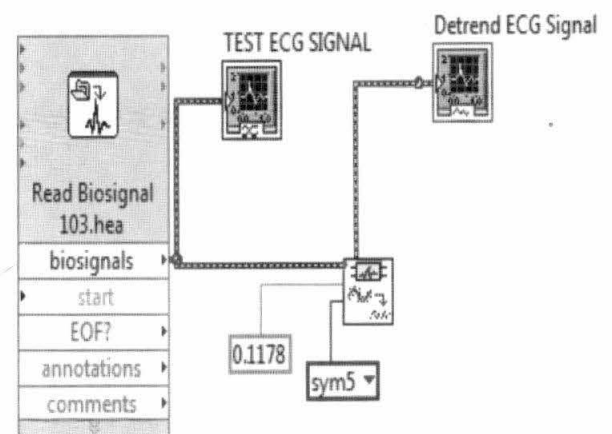 Detrend ECG Signal
TEST ECG SIGNAL
Read Biosignal
103.hea
biosignals
start
EOF?
annotations
comments
0.1178
sym5